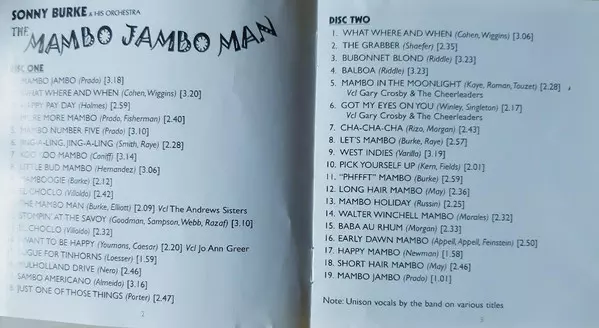 SONNY BURKE & HIS ORCHESTRA
THE MAMBO JAMBO MAN
DISC ONE
MAMBO JAMBO (Prado) [3.18]
WHAT WHERE AND WHEN (Cohen, Wiggins) [3.20]
HAPPY PAY DAY (Holmes) [2.59]
MORE MAMBO (Prado, Fisherman) [2.40]
MAMBO NUMBER FIVE (Prado) [3.10]
JING-A-LING, JING-A-LING (Smith, Raye) [2.28]
MAMBO (Caniff) [3.14]
LITTLE BUD MAMBO (Hernandez) [3.06]
MAMBOOGIE (Burke) [2.12]
EL CHOCLO (Villoldo) [2.42]
THE MAMBO MAN (Burke, Elliott) [2.09] Vcl The Andrews Sisters
STOMPIN' AT THE SAVOY (Goodman, Sampson, Webb, Razaf) [3.10]
EL CHOCLO (Villoldo) [2.32]
I WANT TO BE HAPPY (Youmans, Caesar) [2.20] Vcl Jo Ann Greer
FUGUE FOR TINHORNS (Loesser) [1.59]
MULHOLLAND DRIVE (Nero) [2.46]
SAMBO AMERICANO (Almeida) [3.16]
JUST ONE OF THOSE THINGS (Porter) [2.47]
3
DISC TWO
1. WHAT WHERE AND WHEN (Cohen, Wiggins) [3.06]
2. THE GRABBER (Shaefer) [2.35]
3. BUBONNET BLOND (Riddle) [3.23]
4. BALBOA (Riddle) [3.23]
5. MAMBO IN THE MOONLIGHT (Kaye, Roman, Touzet) [2.28]
Vcl Gary Crosby & The Cheerleaders
6. GOT MY EYES ON YOU (Winley, Singleton) [2.17]
Vcl Gary Crosby & The Cheerleaders
7. CHA-CHA-CHA (Rizo, Morgan) [2.43]
8. LET'S MAMBO (Burke, Raye) [2.57]
9. WEST INDIES (Varilla) [3.19]
10. PICK YOURSELF UP (Kern, Fields) [2.01]
11. "PHFFFT" MAMBO (Burke) [2.59]
12. LONG HAIR MAMBO (May) [2.36]
13. MAMBO HOLIDAY (Russin) [2.25]
14. WALTER WINCHELL MAMBO (Morales) [2.32]
15. BABA AU RHUM (Morgan) [2.33]
16. EARLY DAWN MAMBO (Appell, Appell, Feinstein) [2.50]
17. HAPPY MAMBO (Newman) [1.58]
18. SHORT HAIR MAMBO (May) [2.46]
19. MAMBO JAMBO (Prado) [1.01]
Note: Unison vocals by the band on various titles